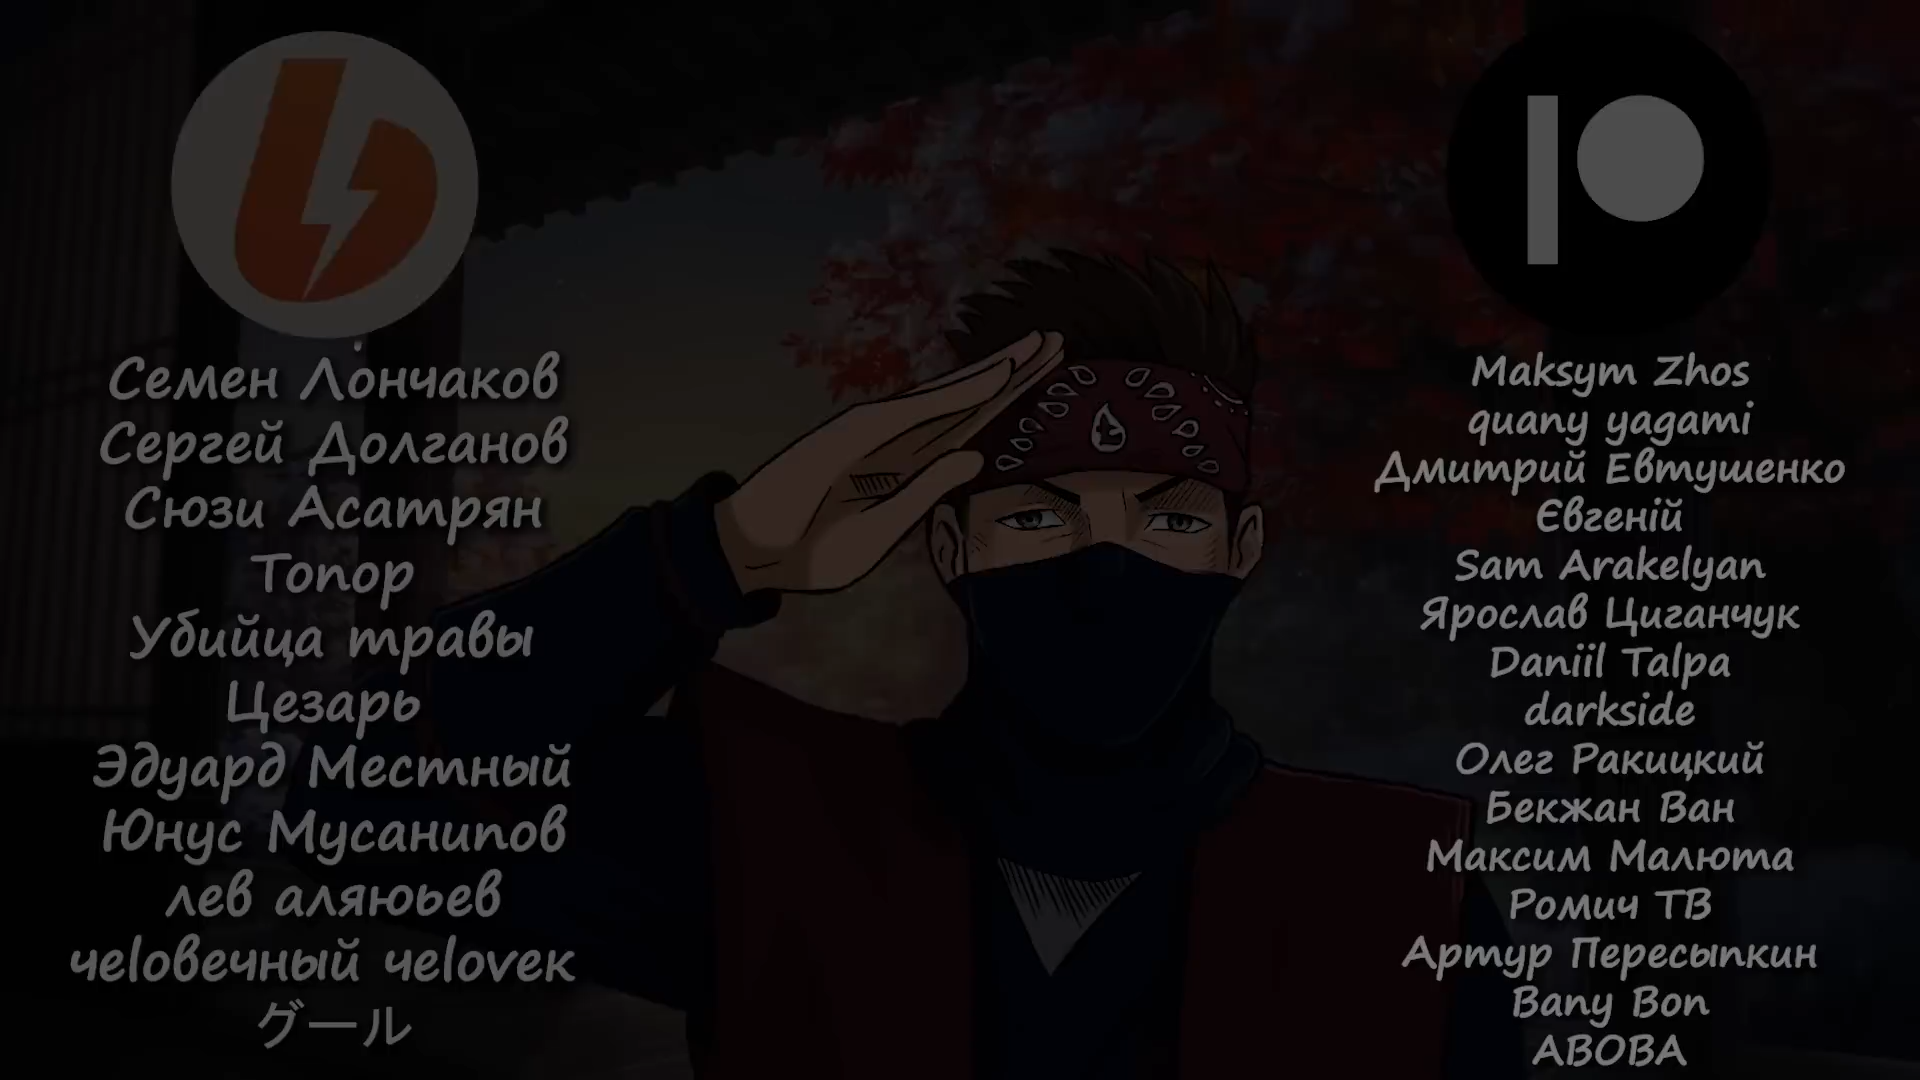 Семен Лончаков
Сергей Долганов
Сюзи Асатрян
Топор
Убийца травы
Цезарь
Эдуард Местный
Юнус Мусанипов
лев аляюьев
чеloвечный чеlovек
グール
Maksym Zhos
quany yagami
Дмитрий Евтушенко
Євгеній
Sam Arakelyan
Ярослав Циганчук
Daniil Talpa
darkside
Олег Ракицкий
Бекжан Ван
Максим Малюта
Ромич ТВ
Артур Пересыпкин
Bany Bon
ABOBA